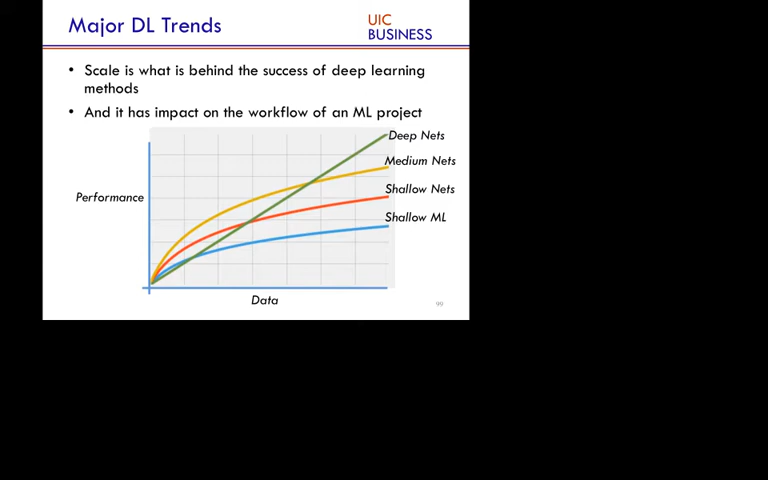 Major DL Trends
UIC
BUSINESS
• Scale is what is behind the success of deep learning
methods
• And it has impact on the workflow of an ML project
Deep Nets
Medium Nets
Shallow Nets
Performance
Shallow ML
Data
99